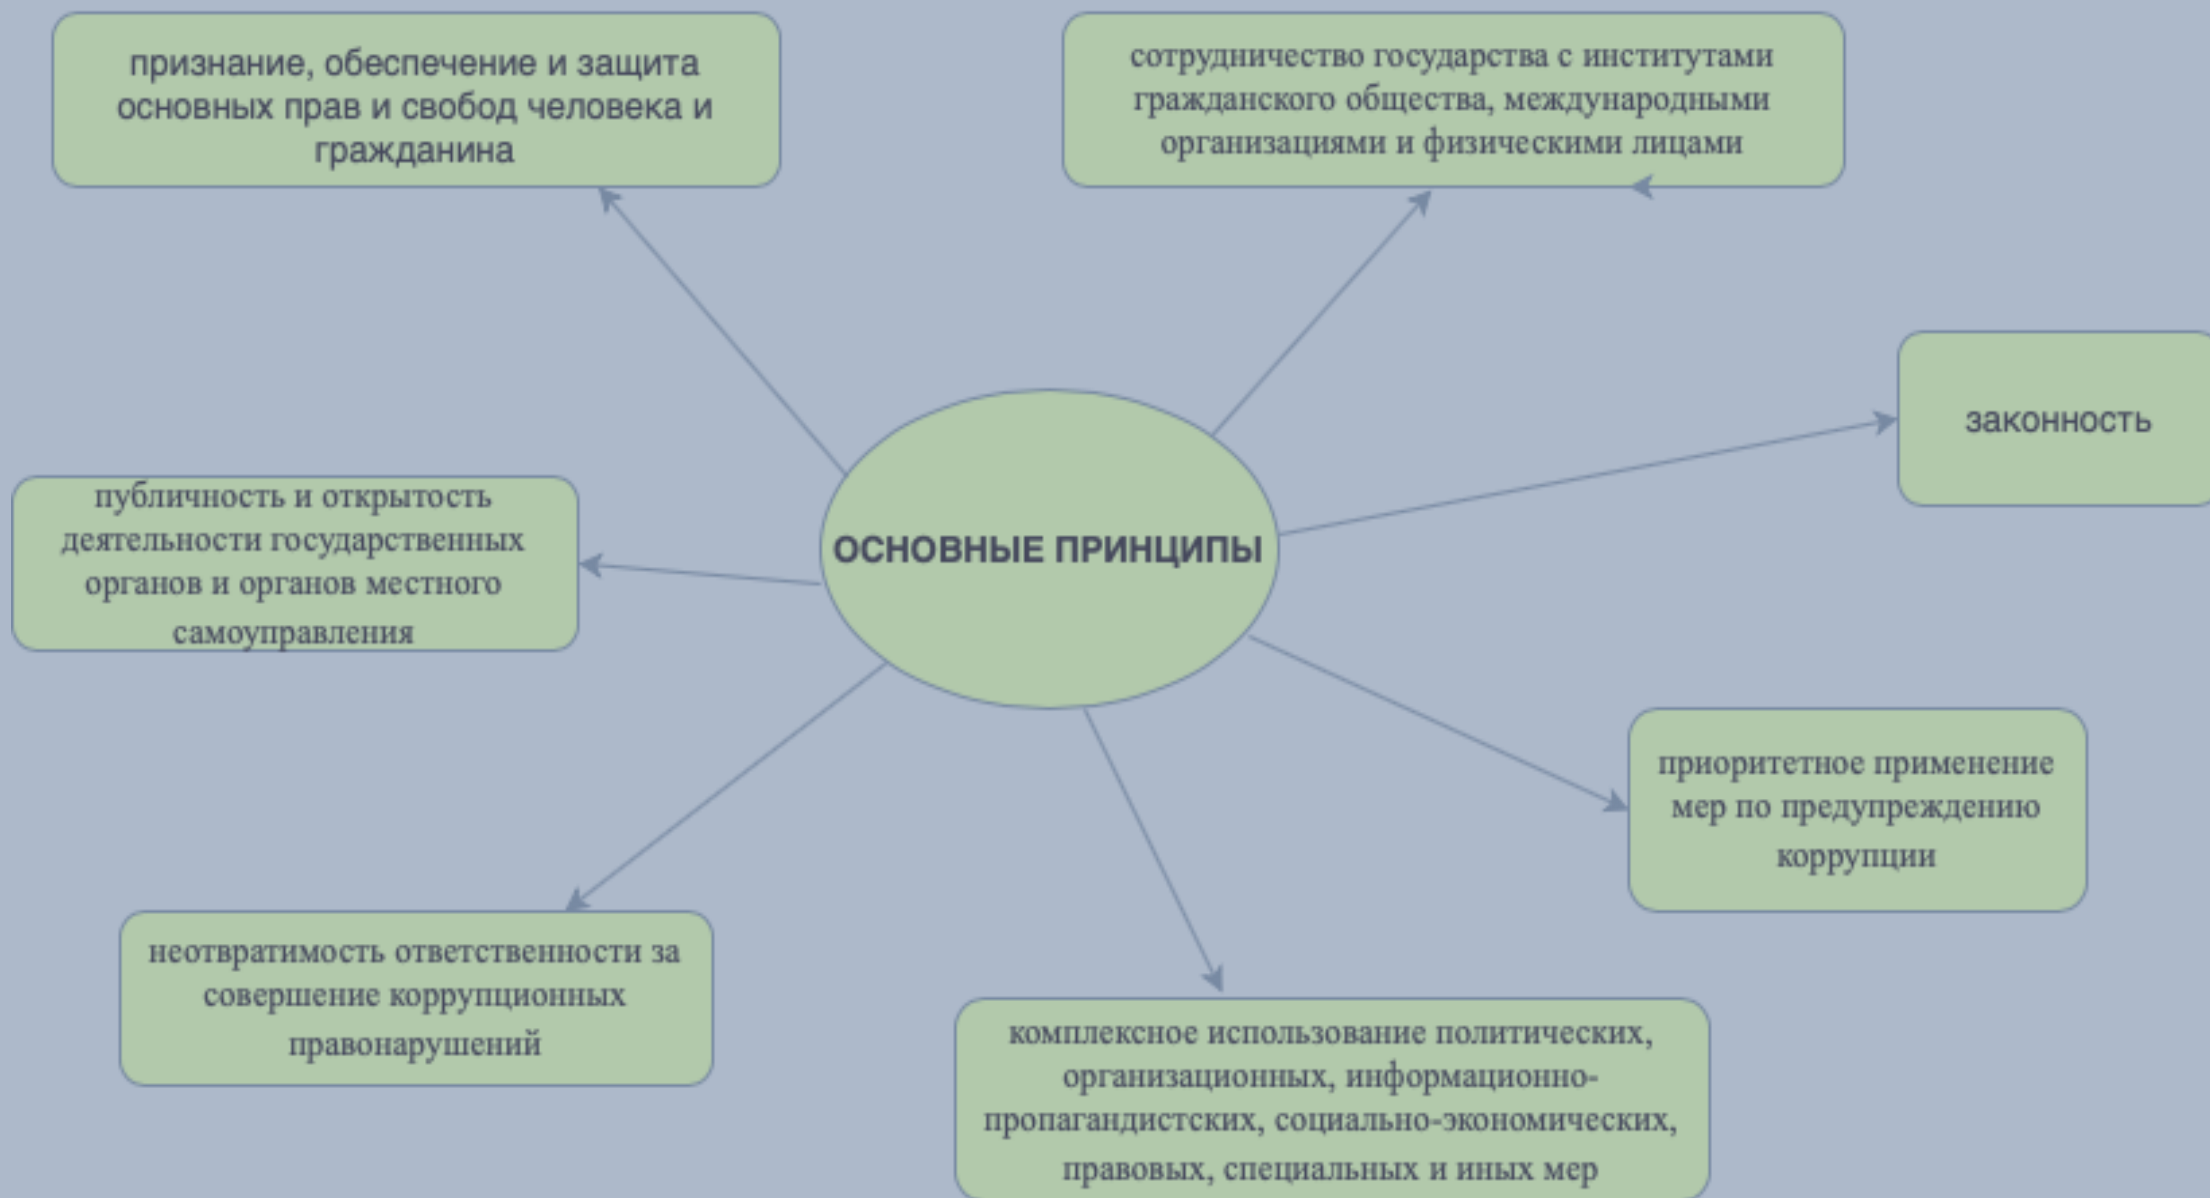 признание, обеспечение и защита
основных прав и свобод человека и
гражданина
сотрудничество государства с институтами
гражданского общества, международными
организациями и физическими лицами
законность
публичность и открытость
деятельности государственных
органов и органов местного
самоуправления
ОСНОВНЫЕ ПРИНЦИПЫ
приоритетное применение
мер по предупреждению
коррупции
неотвратимость ответственности за
совершение коррупционных
правонарушений
комплексное использование политических,
организационных, информационно-
пропагандистских, социально-экономических,
правовых, специальных и иных мер